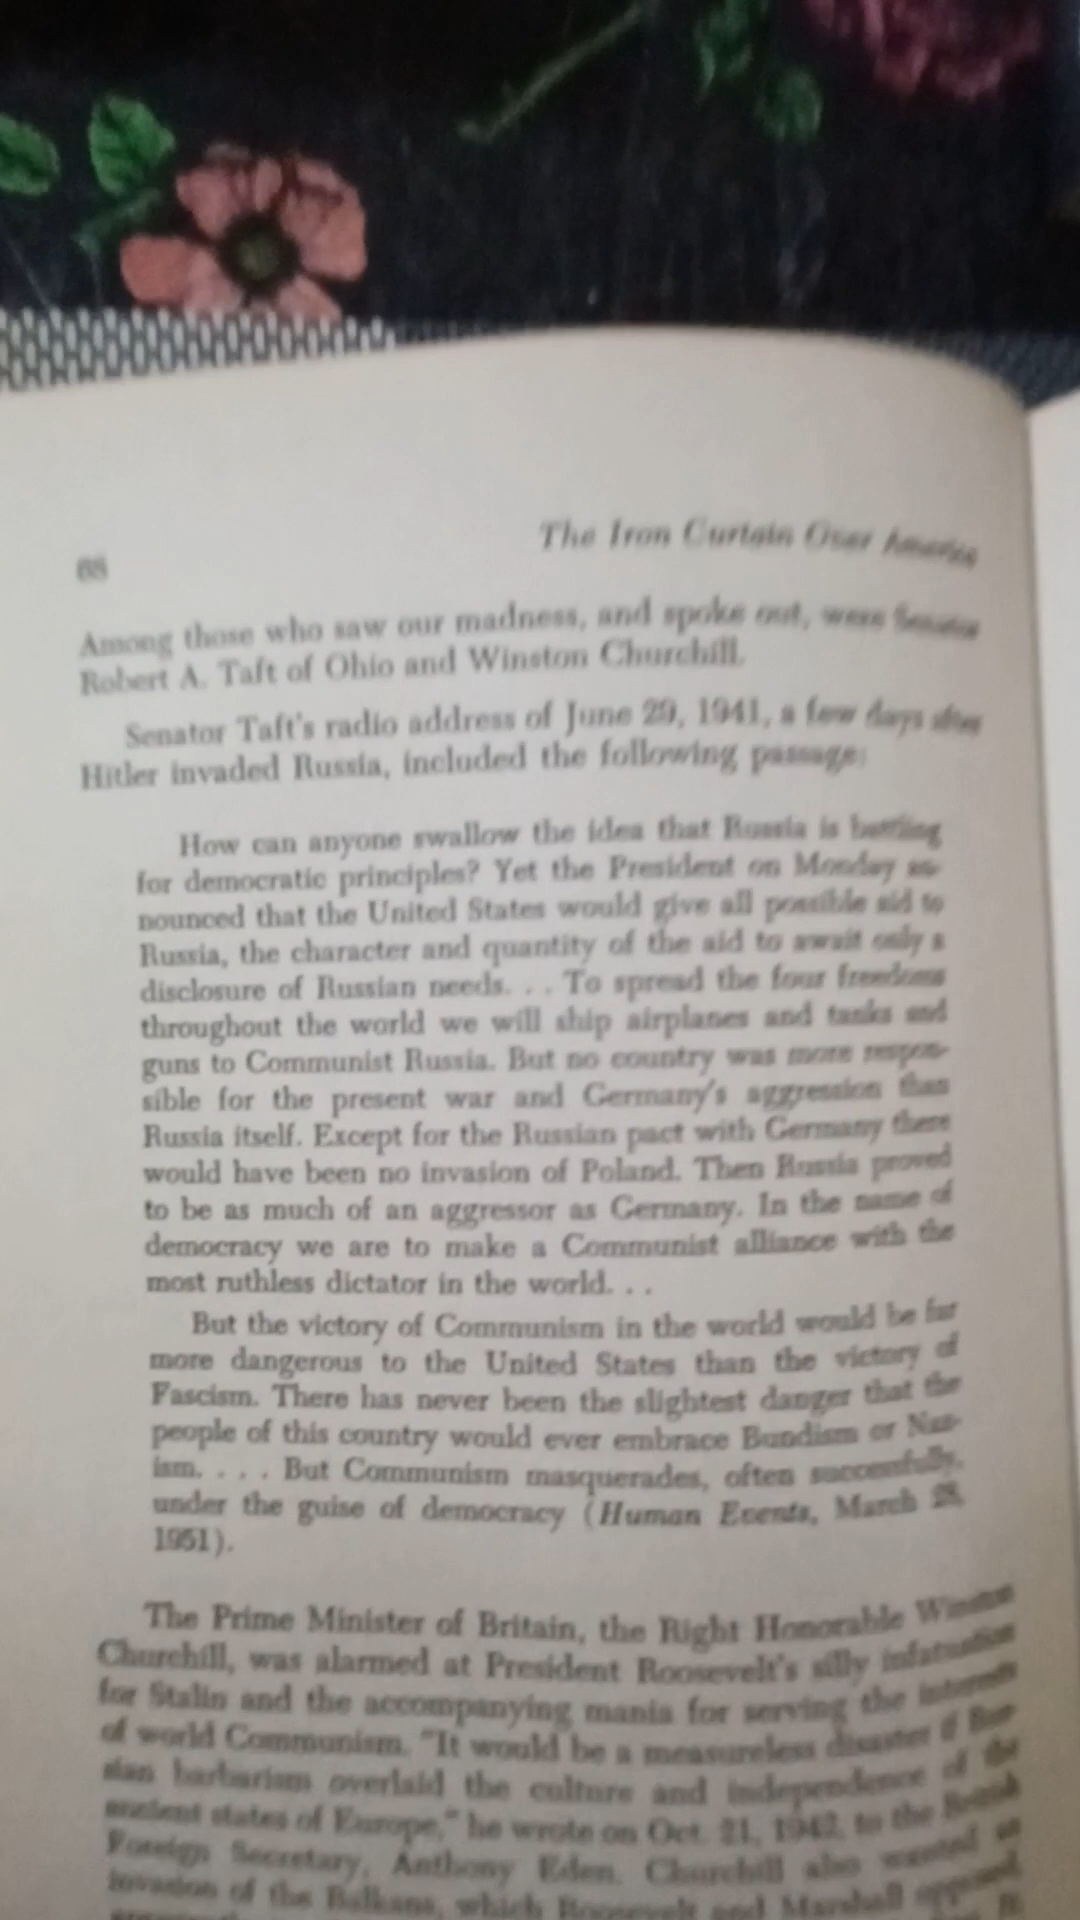 The Iron Curtain Over America
68
Among those who saw our madness, and spoke out, were Senator
Robert A. Taft of Ohio and Winston Churchill.
Senator Taft's radio address of June 29, 1941, a few days after
Hitler invaded Russia, included the following passage:
How can anyone swallow the idea that Russia is battling
for democratic principles? Yet the President on Monday an-
nounced that the United States would give all possible aid to
Russia, the character and quantity of the aid to await only a
disclosure of Russian needs. . . To spread the four freedoms
throughout the world we will ship airplanes and tanks and
guns to Communist Russia. But no country was more respon-
sible for the present war and Germany's aggression than
Russia itself. Except for the Russian pact with Germany there
would have been no invasion of Poland. Then Russia proved
to be as much of an aggressor as Germany. In the name of
democracy we are to make a Communist alliance with the
most ruthless dictator in the world. . .
But the victory of Communism in the world would be far
more dangerous to the United States than the victory of
Fascism. There has never been the slightest danger that the
people of this country would ever embrace Bundism or Naz-
ism. . . . But Communism masquerades, often successfully,
under the guise of democracy (Human Events, March 28,
1951).
The Prime Minister of Britain, the Right Honorable Winston
Churchill, was alarmed at President Roosevelt's silly infatuation
for Stalin and the accompanying mania for serving the interests
of world Communism. "It would be a measureless disaster if Rus-
sian barbarism overlaid the culture and independence of the
ancient states of Europe," he wrote on Oct. 21, 1942, to the British
Foreign Secretary, Anthony Eden. Churchill also wanted an
invasion of the Balkans, which Roosevelt and Marshall opposed